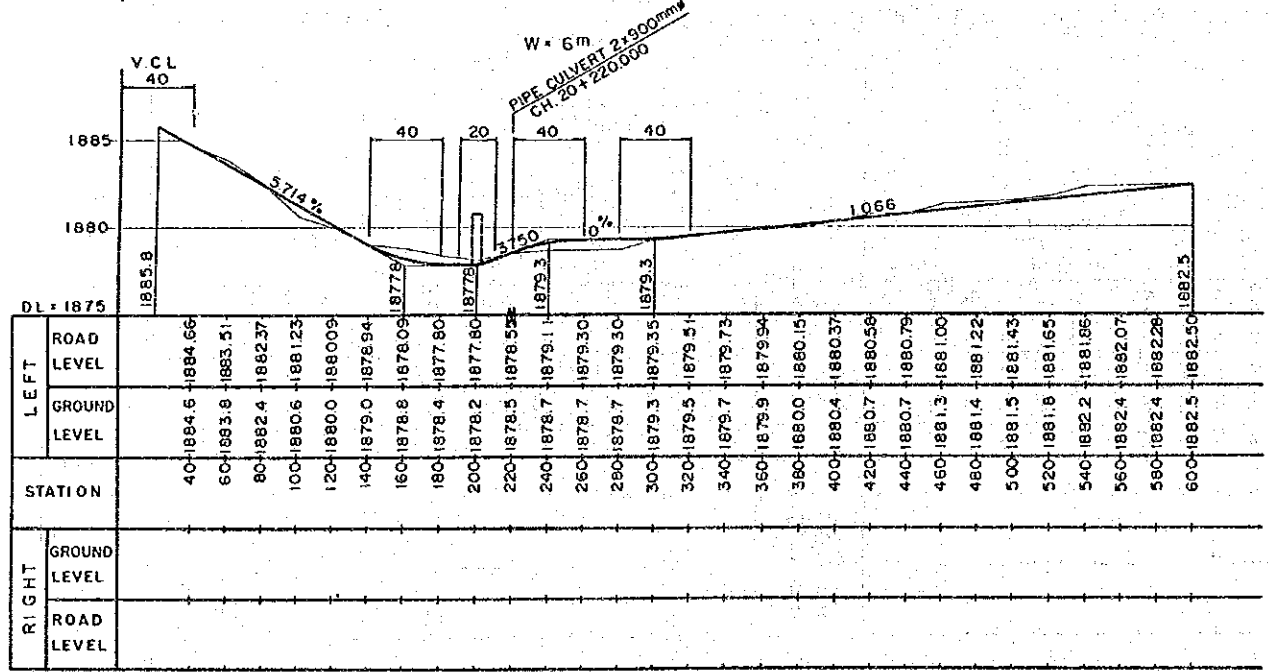 W = 6m
PIPE CULVERT 2x900mmø
CH. 20+220.000
V.C.L
40
40
20
40
40
1885
5.714%
3.750
0%
1.066
1880
1885.8
1877.8
1877.8
1879.3
1879.3
1882.5
DL = 1875
LEFT
ROAD LEVEL
1884.66 1883.51 1882.37 1881.23 1880.09 1878.94 1878.09 1877.80 1877.80 1878.55 1879.11 1879.30 1879.30 1879.35 1879.51 1879.73 1879.94 1880.15 1880.37 1880.58 1880.79 1881.00 1881.22 1881.43 1881.65 1881.86 1882.07 1882.28 1882.50
GROUND LEVEL
1884.6 1883.8 1882.4 1880.6 1880.0 1879.0 1878.8 1878.4 1878.2 1878.5 1878.7 1878.7 1878.7 1879.3 1879.5 1879.7 1879.9 1880.0 1880.4 1880.7 1880.7 1881.3 1881.4 1881.5 1881.8 1882.2 1882.4 1882.4 1882.5
STATION
40 60 80 100 120 140 160 180 200 220 240 260 280 300 320 340 360 380 400 420 440 460 480 500 520 540 560 580 600
RIGHT
GROUND LEVEL
ROAD LEVEL